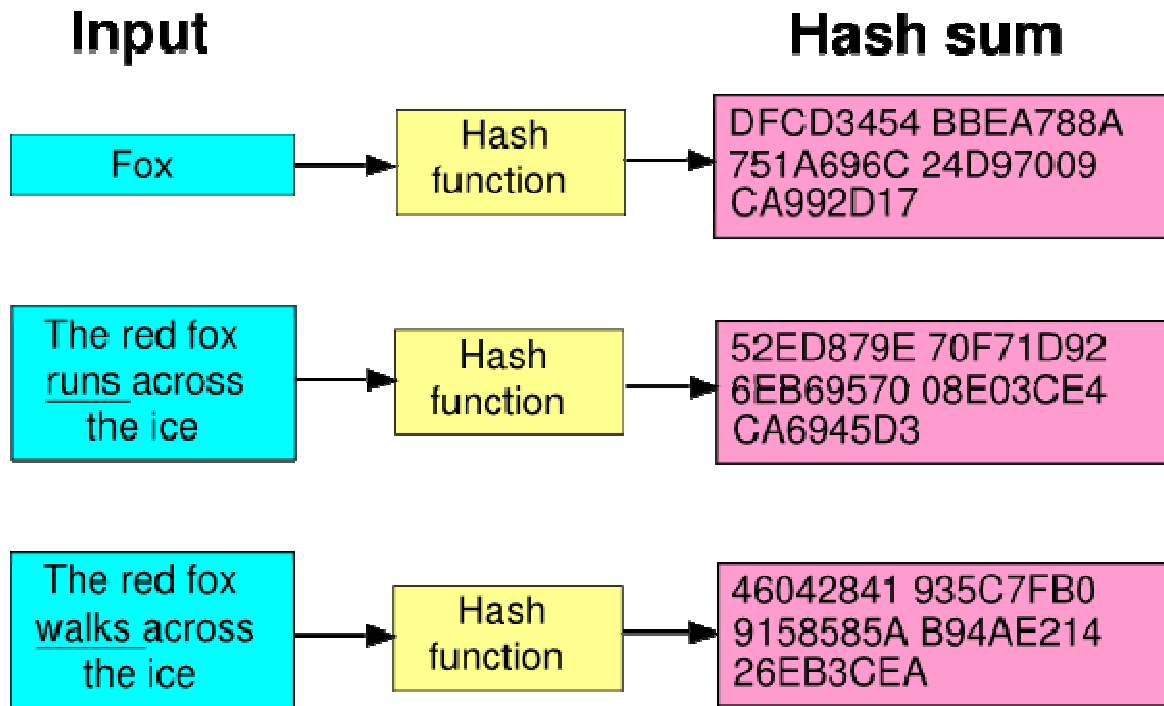 Input
Hash sum
Fox
Hash
function
DFCD3454 BBEA788A
751A696C 24D97009
CA992D17
The red fox
runs across
the ice
Hash
function
52ED879E 70F71D92
6EB69570 08E03CE4
CA6945D3
The red fox
walks across
the ice
Hash
function
46042841 935C7FB0
9158585A B94AE214
26EB3CEA